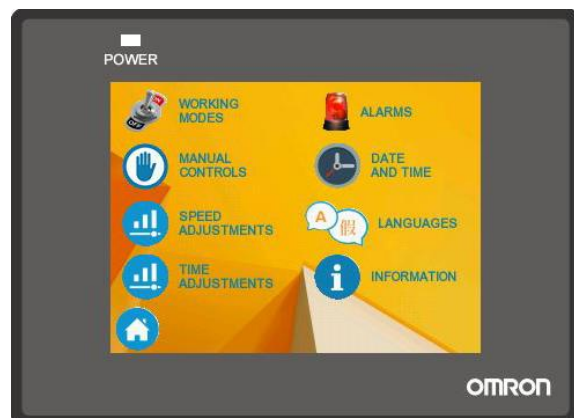 POWER
WORKING
MODES
ALARMS
MANUAL
CONTROLS
DATE
AND TIME
SPEED
ADJUSTMENTS
A 假
LANGUAGES
TIME
ADJUSTMENTS
i
INFORMATION
OMRON